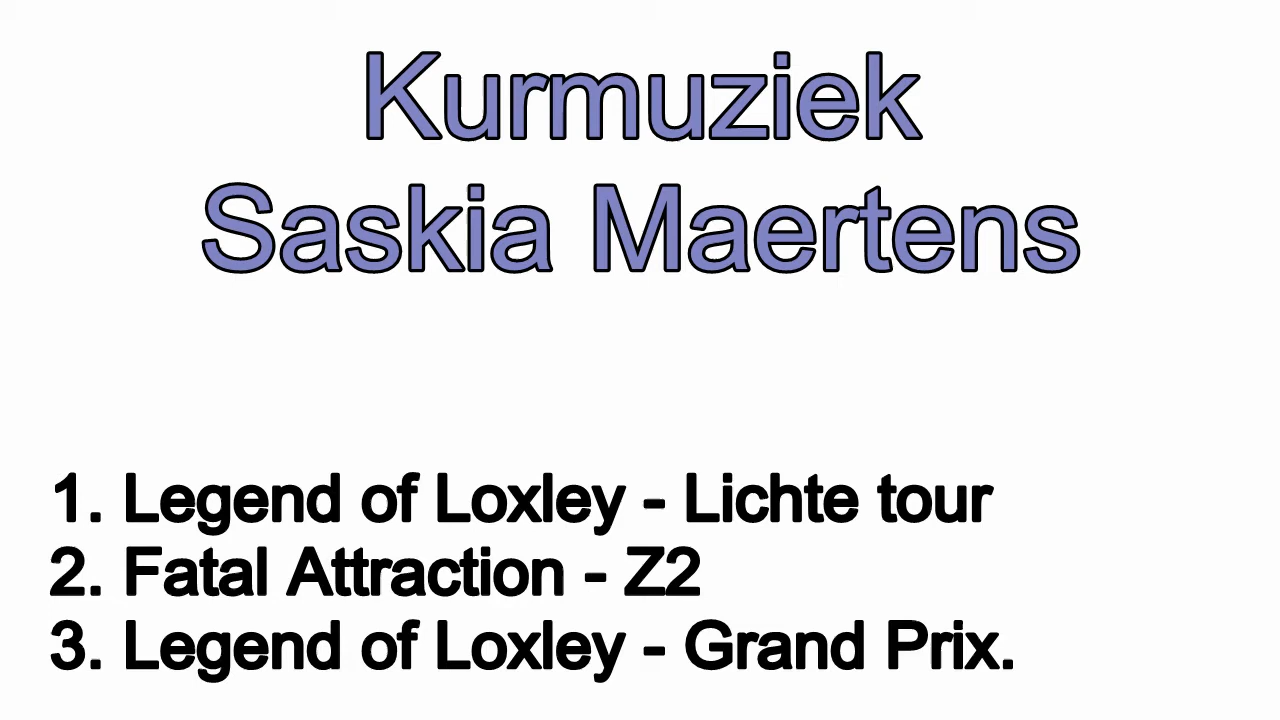 Kurmuziek
Saskia Maertens
1. Legend of Loxley - Lichte tour
2. Fatal Attraction - Z2
3. Legend of Loxley - Grand Prix.